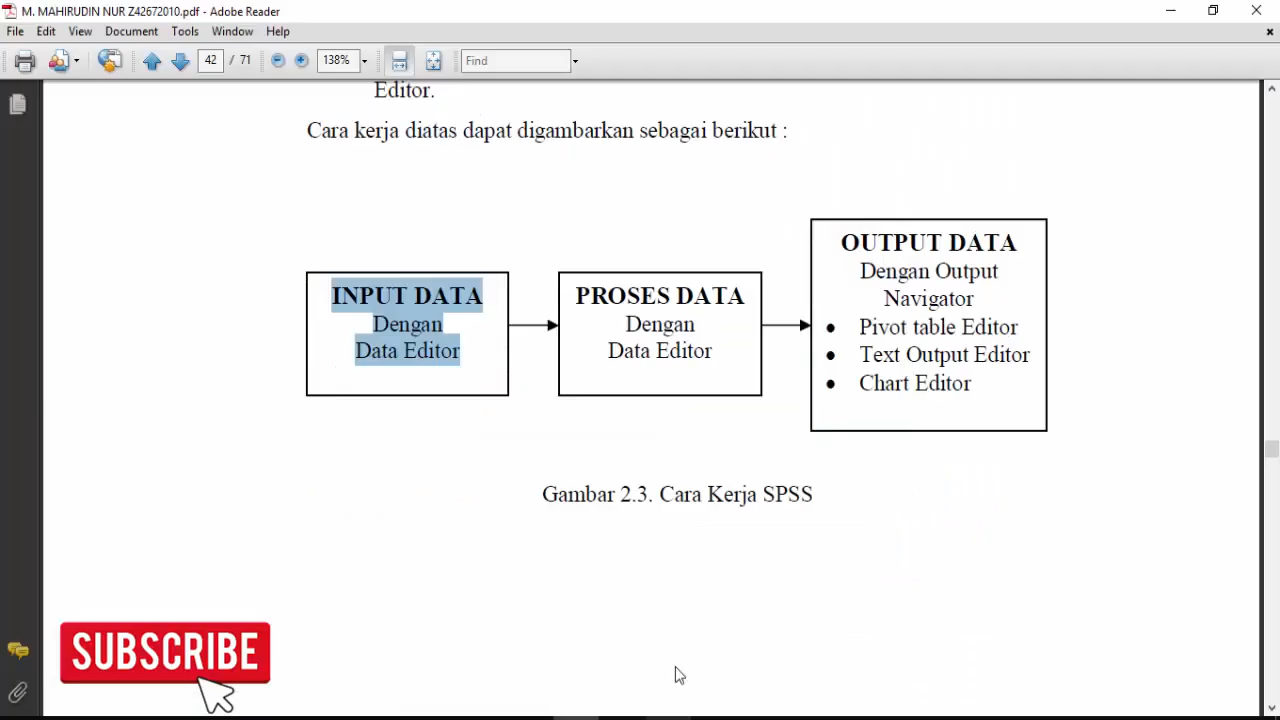 M. MAHIRUDIN NUR Z42672010.pdf - Adobe Reader
File Edit View Document Tools Window Help
42 / 71 138% Find
Editor.
Cara kerja diatas dapat digambarkan sebagai berikut :
INPUT DATA
Dengan
Data Editor
PROSES DATA
Dengan
Data Editor
OUTPUT DATA
Dengan Output
Navigator
• Pivot table Editor
• Text Output Editor
• Chart Editor
Gambar 2.3. Cara Kerja SPSS
SUBSCRIBE